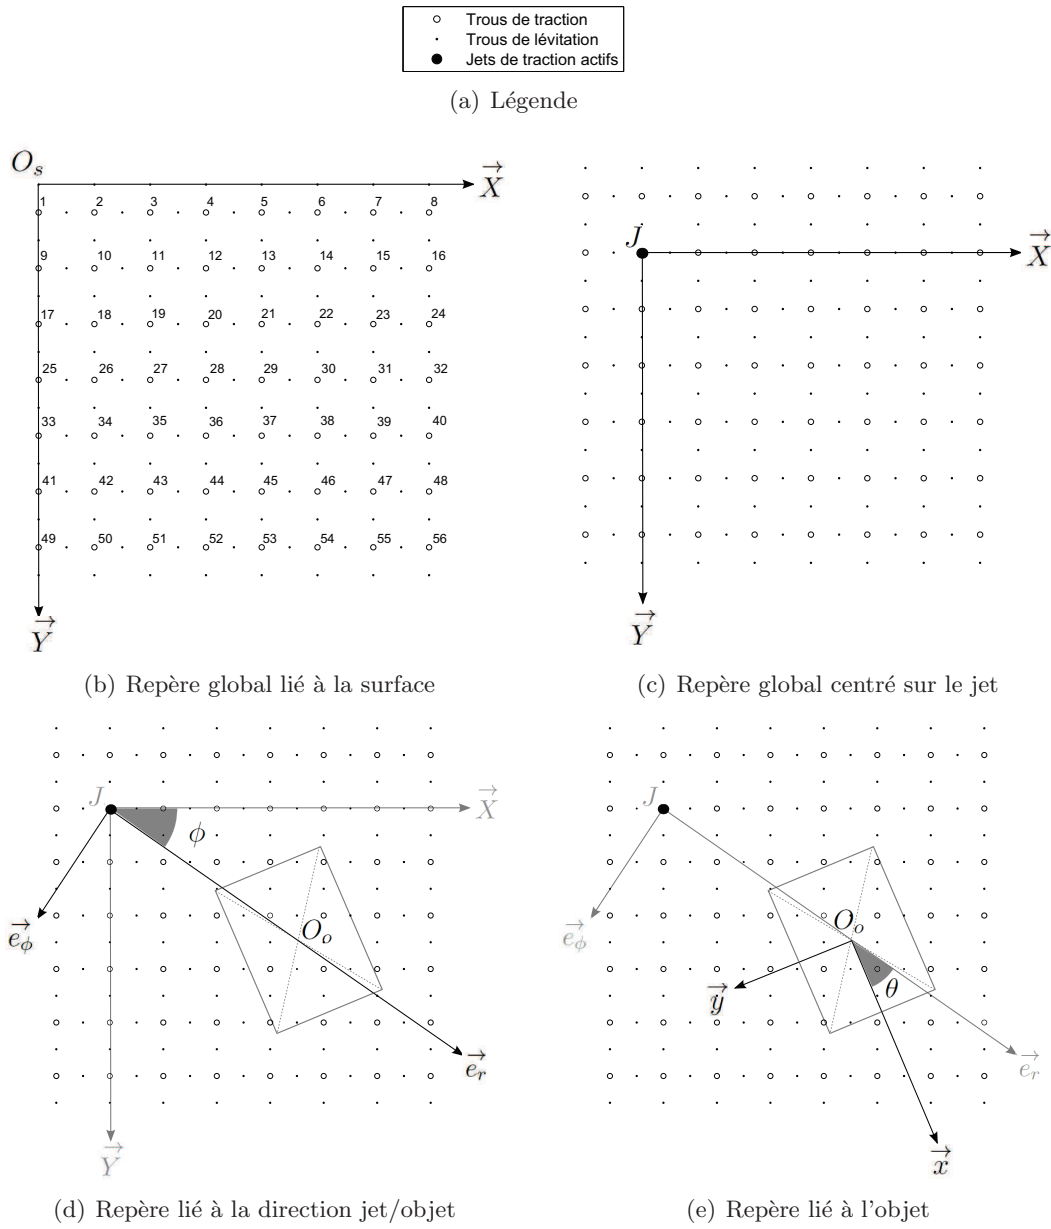 Trous de traction
Trous de lévitation
Jets de traction actifs
(a) Légende
O_s
X
1 2 3 4 5 6 7 8
9 10 11 12 13 14 15 16
17 18 19 20 21 22 23 24
25 26 27 28 29 30 31 32
33 34 35 36 37 38 39 40
41 42 43 44 45 46 47 48
49 50 51 52 53 54 55 56
Y
(b) Repère global lié à la surface
J
X
Y
(c) Repère global centré sur le jet
J
X
ϕ
e_ϕ
O_o
e_r
Y
(d) Repère lié à la direction jet/objet
J
e_ϕ
O_o
y
θ
e_r
x
(e) Repère lié à l'objet